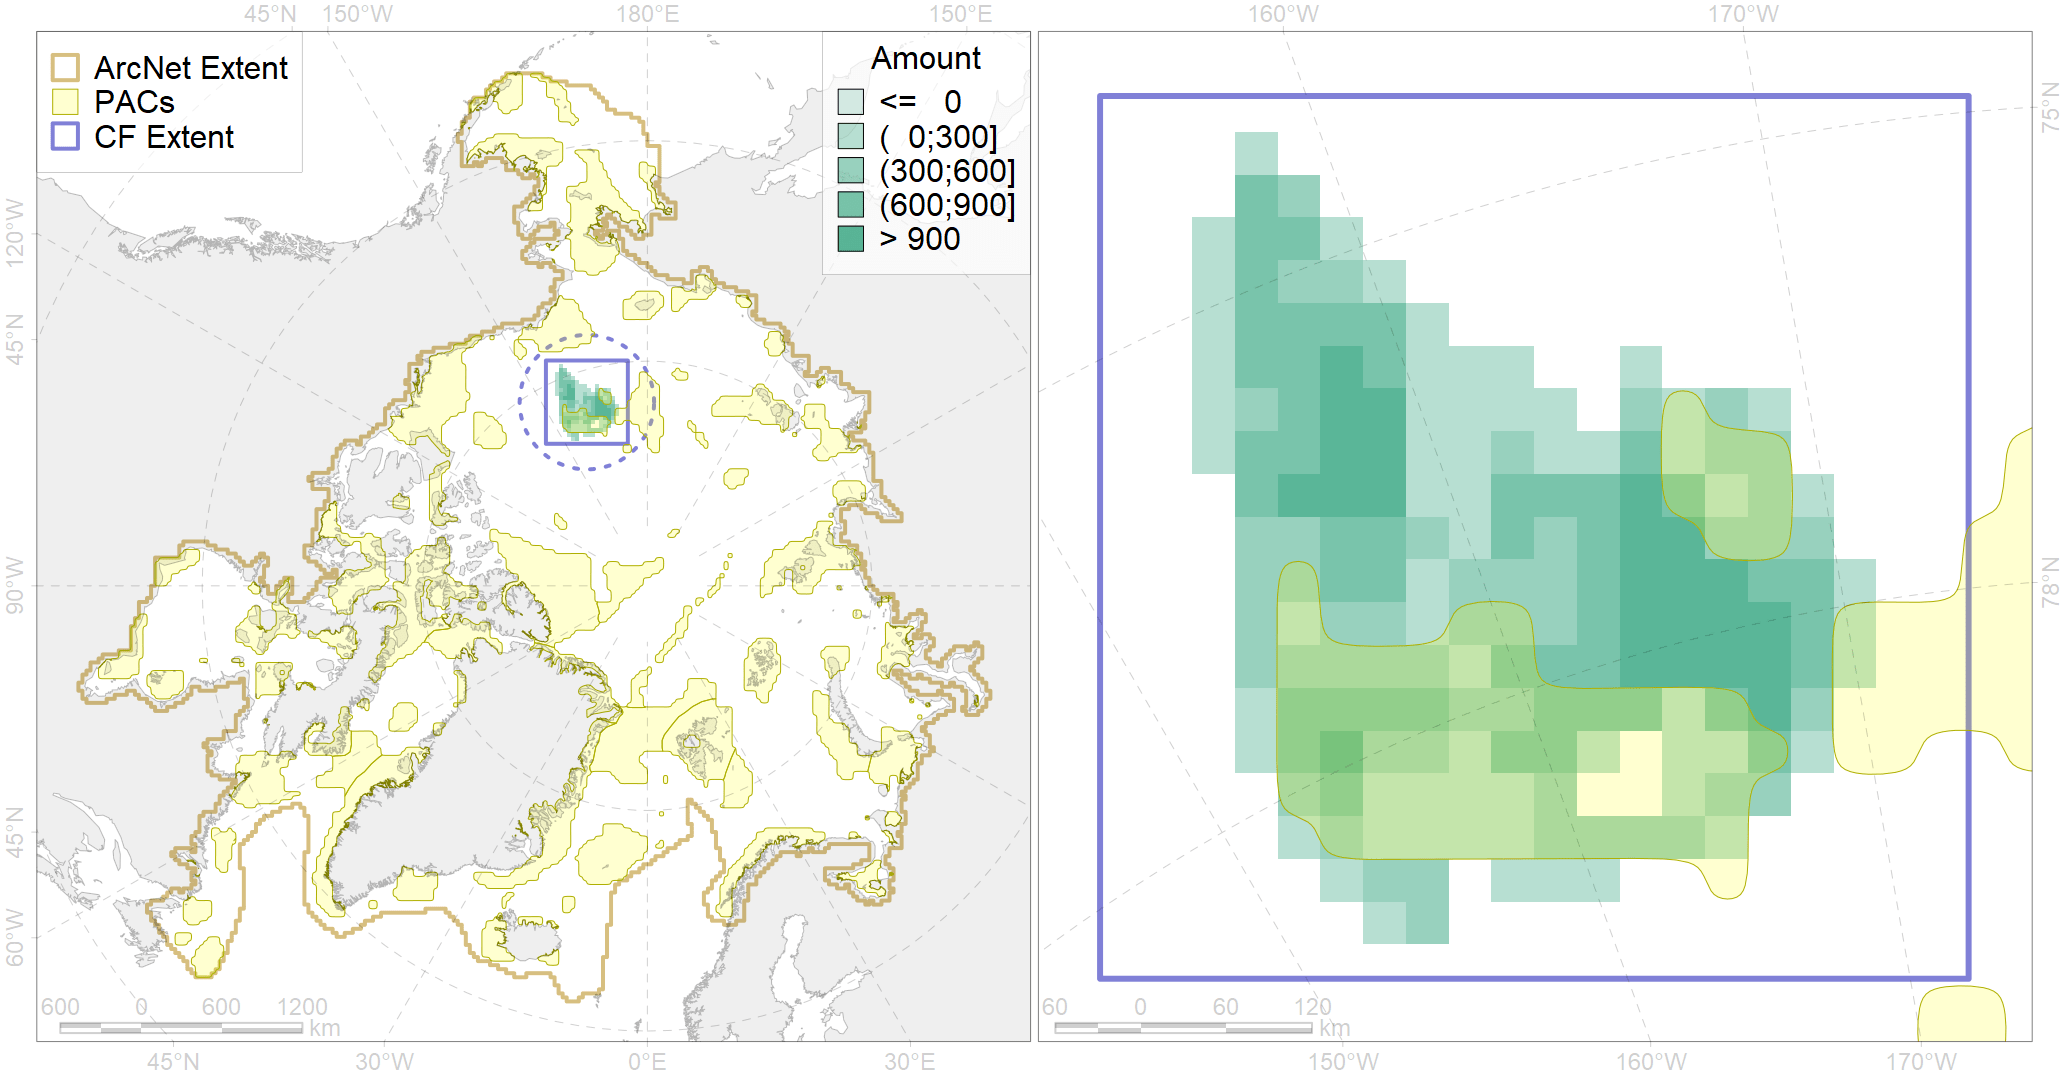 45°N 150°W 180°E 150°E 160°W 170°W
ArcNet Extent
PACs
CF Extent
Amount
<= 0
( 0;300]
(300;600]
(600;900]
> 900
120°W
45°N
90°W
45°N
60°W
75°N
78°N
600 0 600 1200
km
60 0 60 120
km
45°N 30°W 0°E 30°E 150°W 160°W 170°W